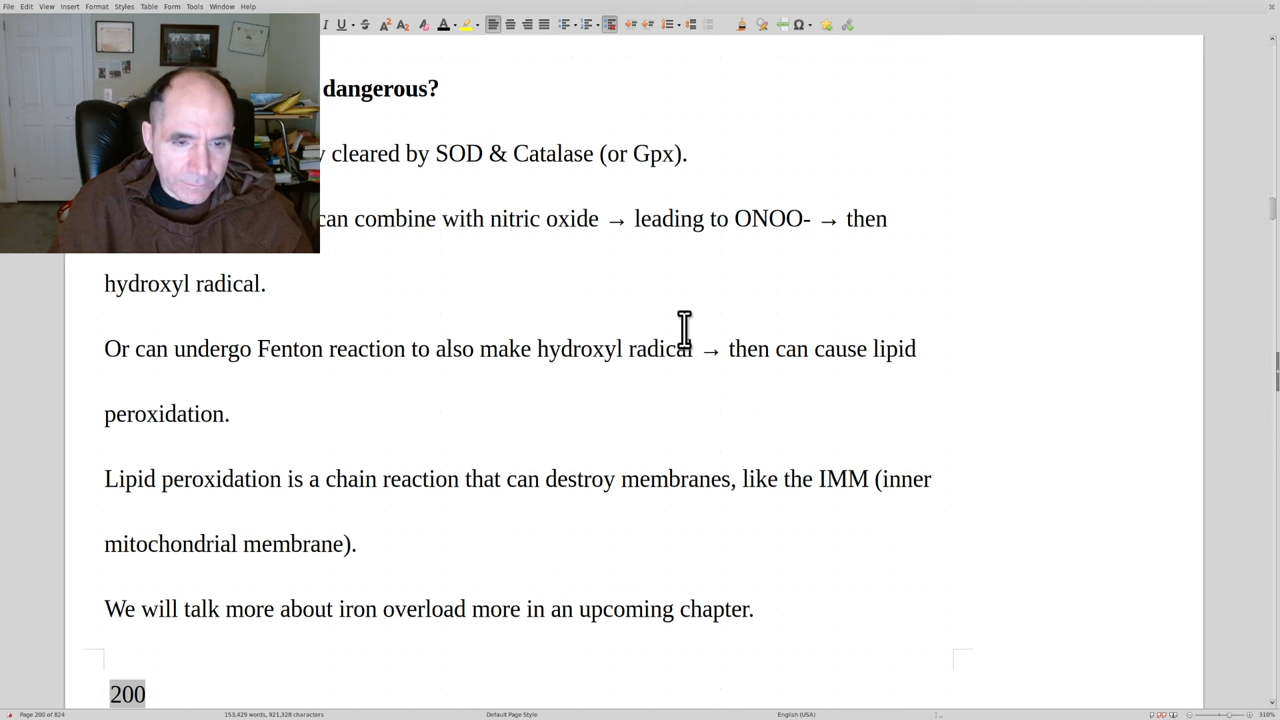 File Edit View Insert Format Styles Table Form Tools Window Help
dangerous?
cleared by SOD & Catalase (or Gpx).
can combine with nitric oxide → leading to ONOO- → then
hydroxyl radical.
Or can undergo Fenton reaction to also make hydroxyl radical → then can cause lipid
peroxidation.
Lipid peroxidation is a chain reaction that can destroy membranes, like the IMM (inner
mitochondrial membrane).
We will talk more about iron overload more in an upcoming chapter.
200
Page 200 of 824 153,429 words, 921,328 characters Default Page Style English (USA) 310%